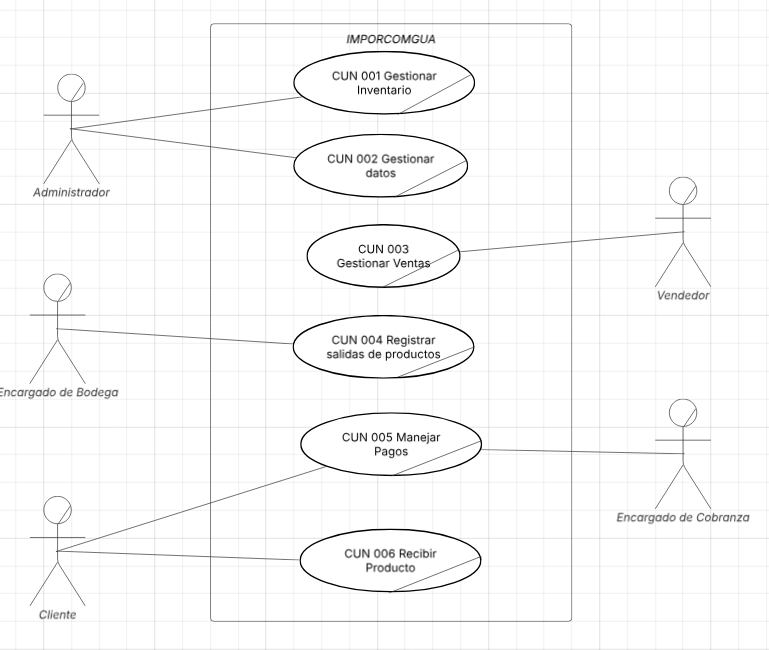 IMPORCOMGUA
CUN 001 Gestionar
Inventario
CUN 002 Gestionar
datos
Administrador
CUN 003
Gestionar Ventas
Vendedor
CUN 004 Registrar
salidas de productos
Encargado de Bodega
CUN 005 Manejar
Pagos
Encargado de Cobranza
CUN 006 Recibir
Producto
Cliente